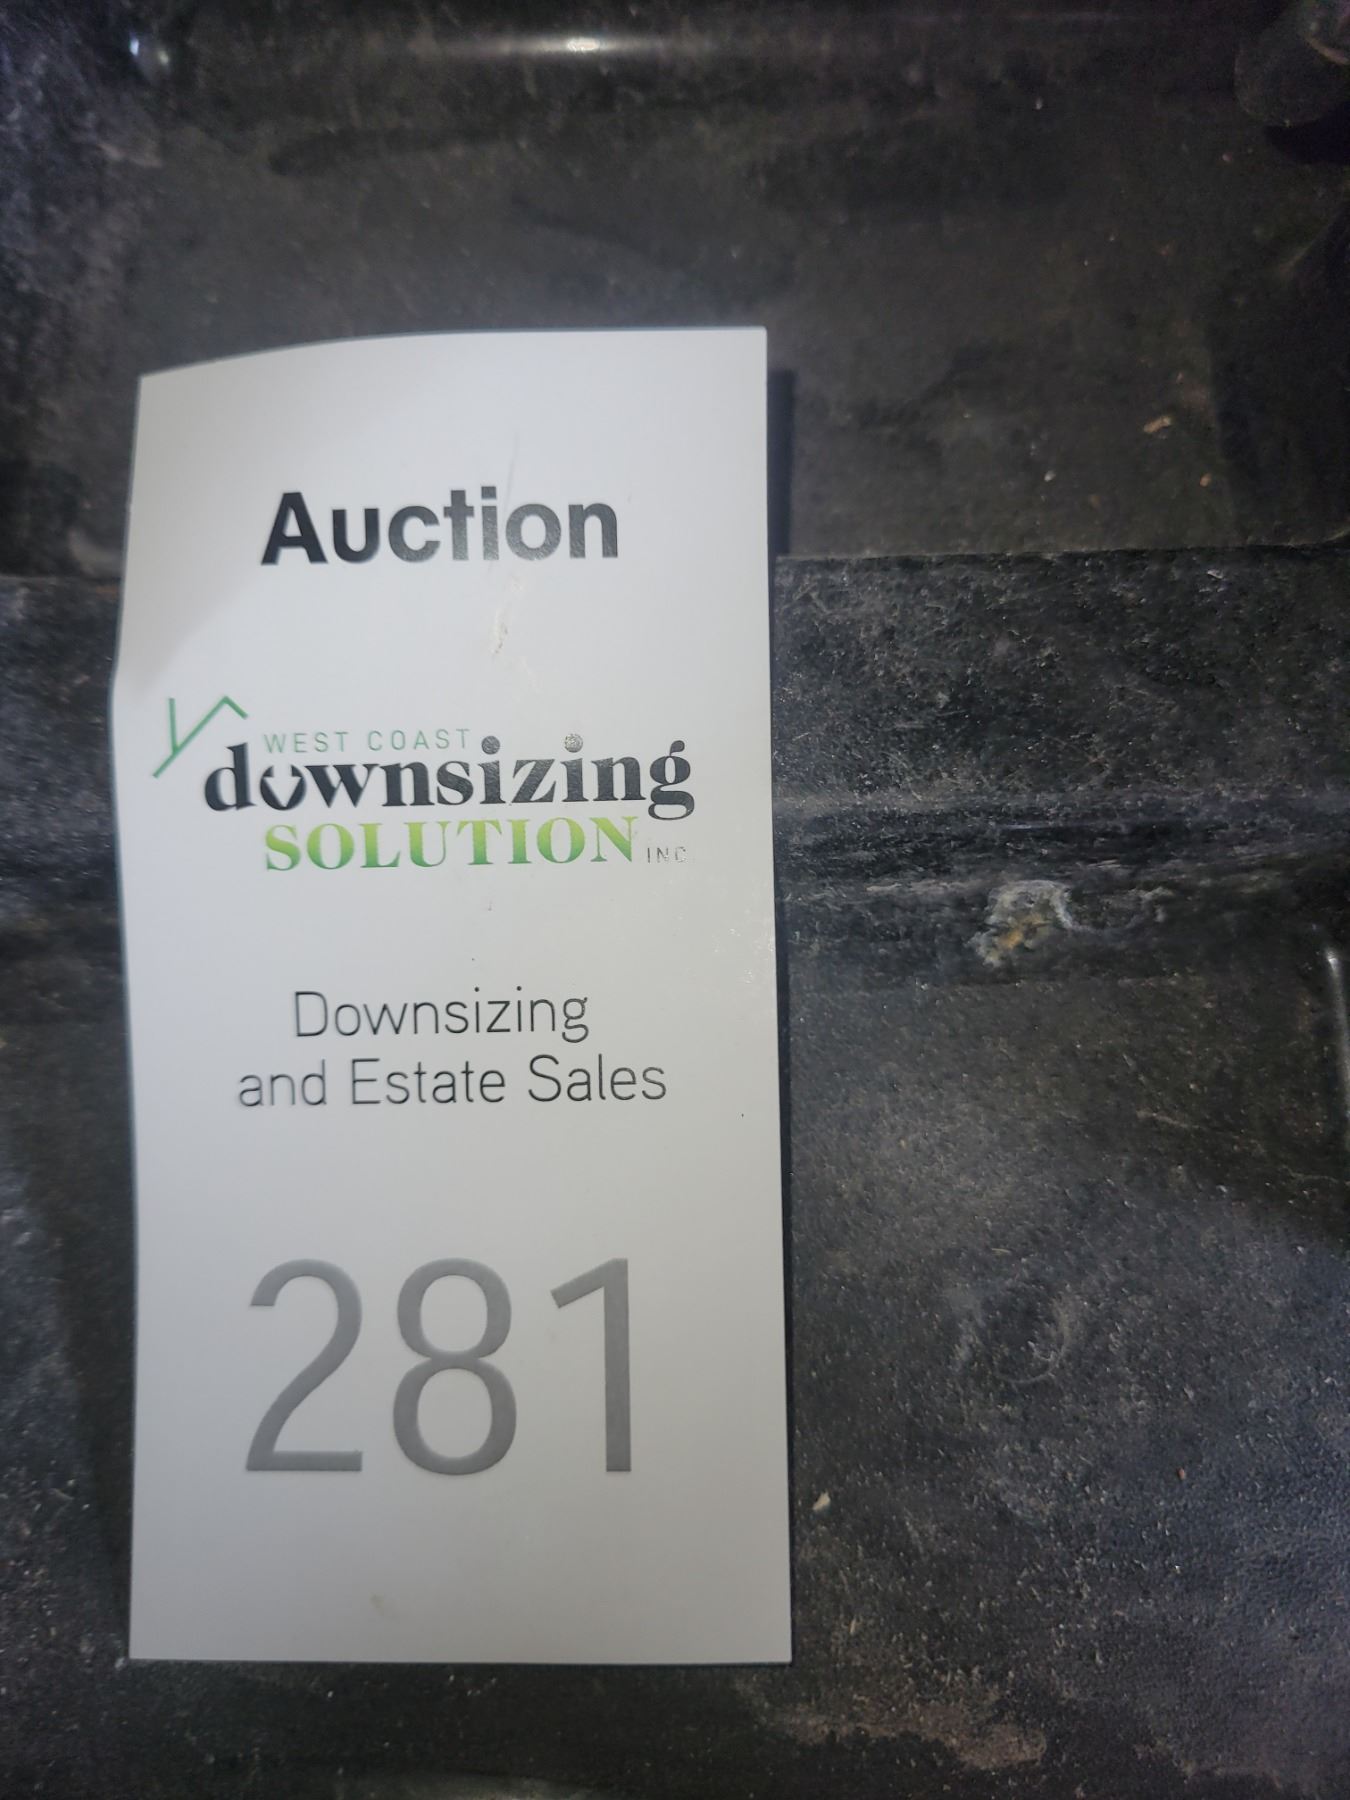 Auction
WEST COAST
downsizing
SOLUTION INC.
Downsizing
and Estate Sales
281